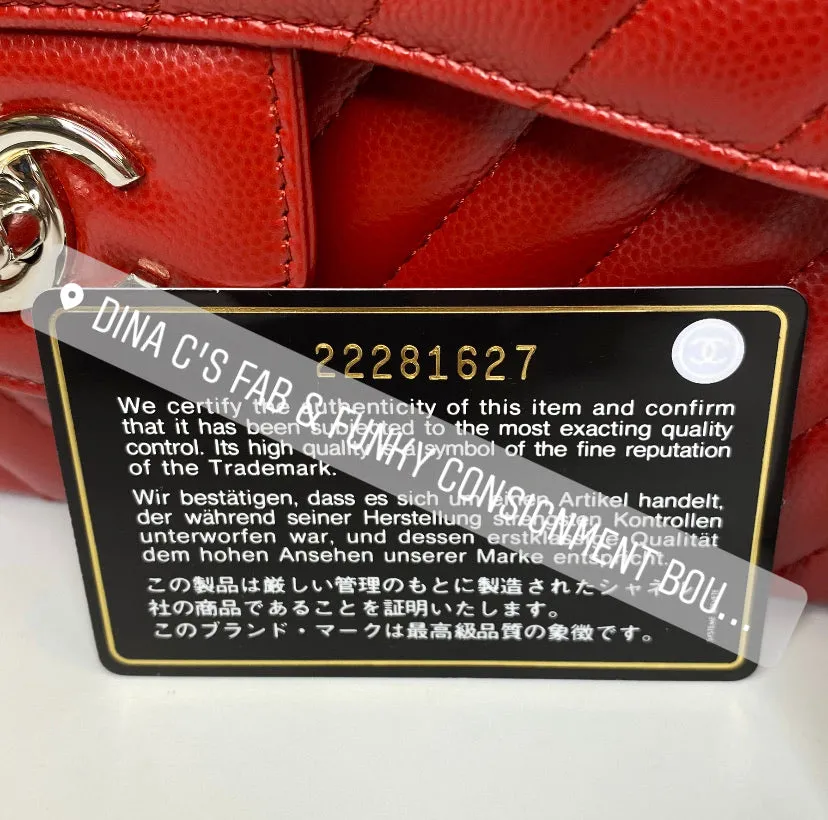 22281627
We certify the authenticity of this item and confirm
that it has been subjected to the most exacting quality
control. Its high quality is a symbol of the fine reputation
of the Trademark.
Wir bestätigen, dass es sich um einen Artikel handelt,
der während seiner Herstellung strengsten Kontrollen
unterworfen war, und dessen erstklassige Qualität
dem hohen Ansehen unserer Marke entspricht.
この製品は厳しい管理のもとに製造されたシャネル
社の商品であることを証明いたします。
このブランド・マークは最高級品質の象徴です。
DINA C'S FAB & FUNKY CONSIGNMENT BOU...